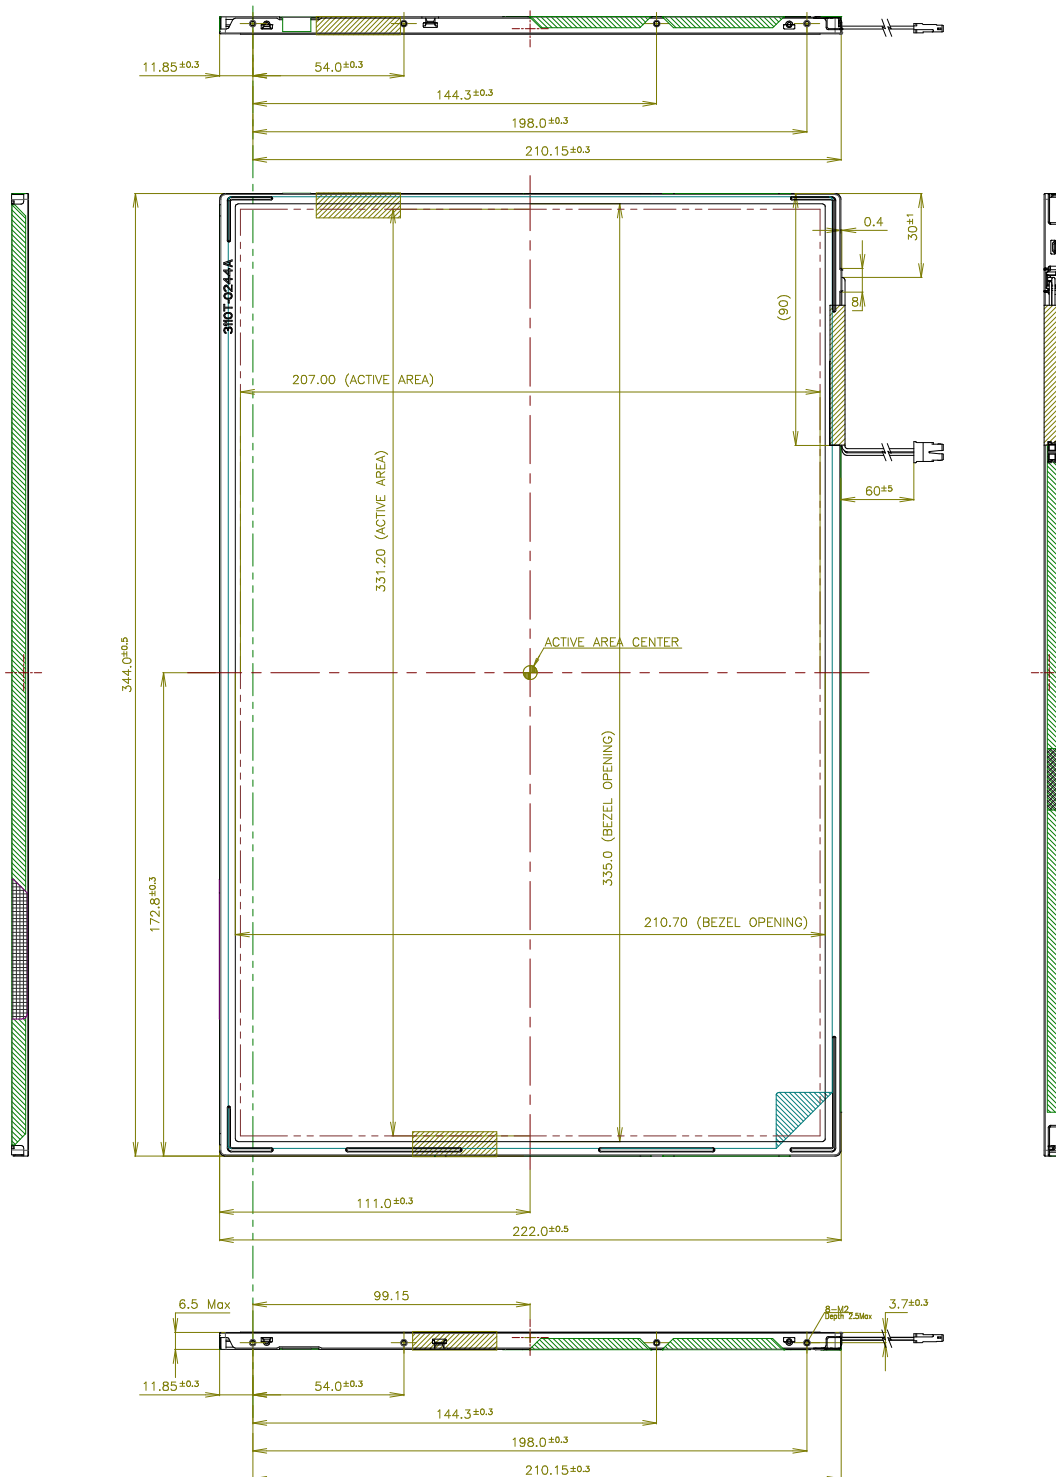 11.85±0.3
54.0±0.3
144.3±0.3
198.0±0.3
210.15±0.3
0.4
30±1
3110T-0244A
8
(90)
207.00 (ACTIVE AREA)
331.20 (ACTIVE AREA)
60±5
ACTIVE AREA CENTER
344.0±0.5
335.0 (BEZEL OPENING)
172.8±0.3
210.70 (BEZEL OPENING)
111.0±0.3
222.0±0.5
99.15
6.5 Max
8-M2
Depth 2.5Max
3.7±0.3
11.85±0.3
54.0±0.3
144.3±0.3
198.0±0.3
210.15±0.3